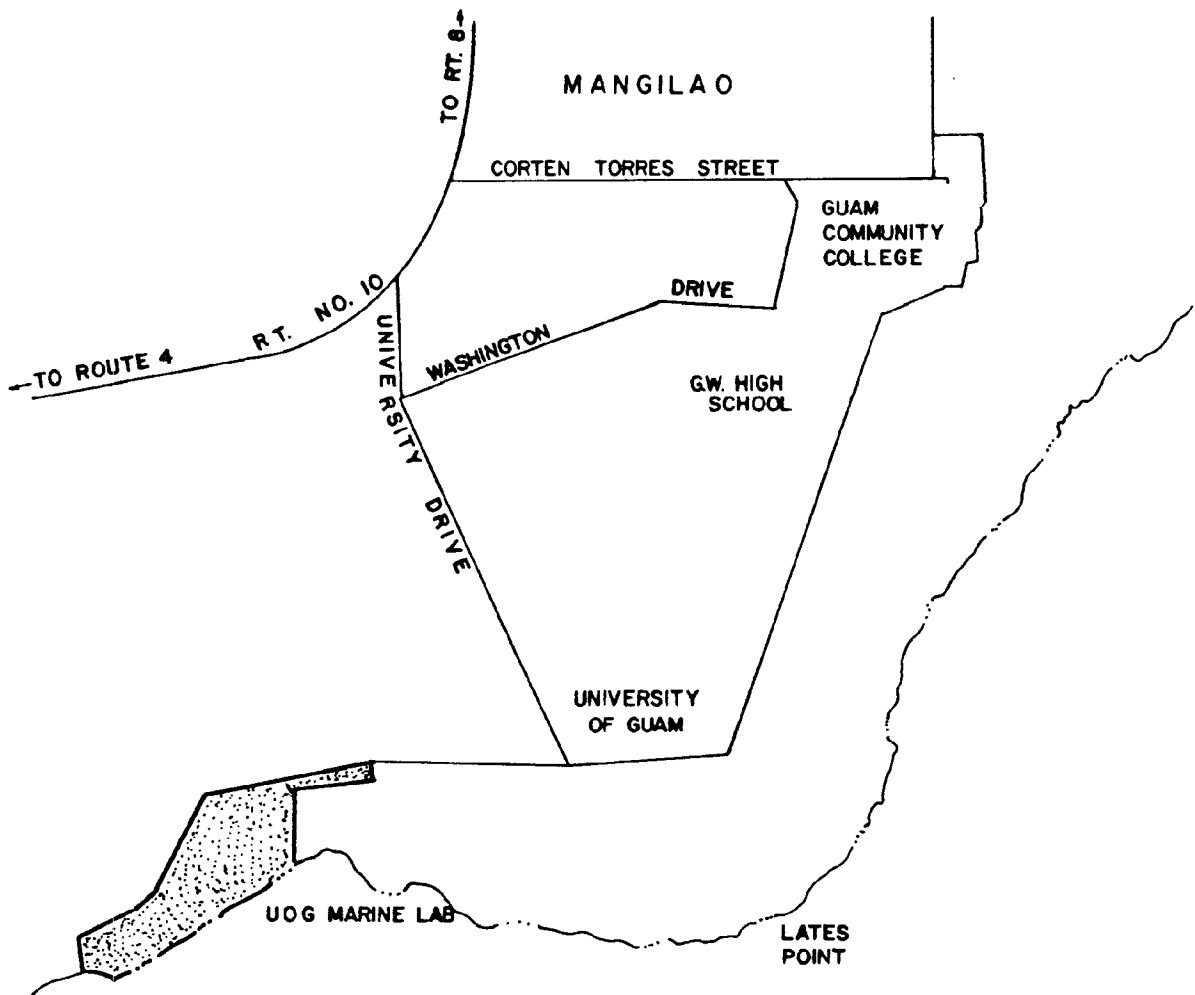 TO RT. 8
MANGILAO
CORTEN TORRES STREET
GUAM
COMMUNITY
COLLEGE
RT. NO. 10
DRIVE
WASHINGTON
TO ROUTE 4
UNIVERSITY DRIVE
G.W. HIGH
SCHOOL
UNIVERSITY
OF GUAM
UOG MARINE LAB
LATES
POINT